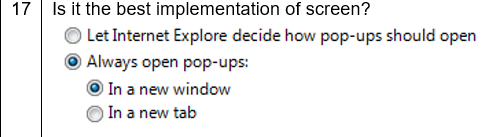 17 Is it the best implementation of screen?
Let Internet Explore decide how pop-ups should open
Always open pop-ups:
In a new window
In a new tab